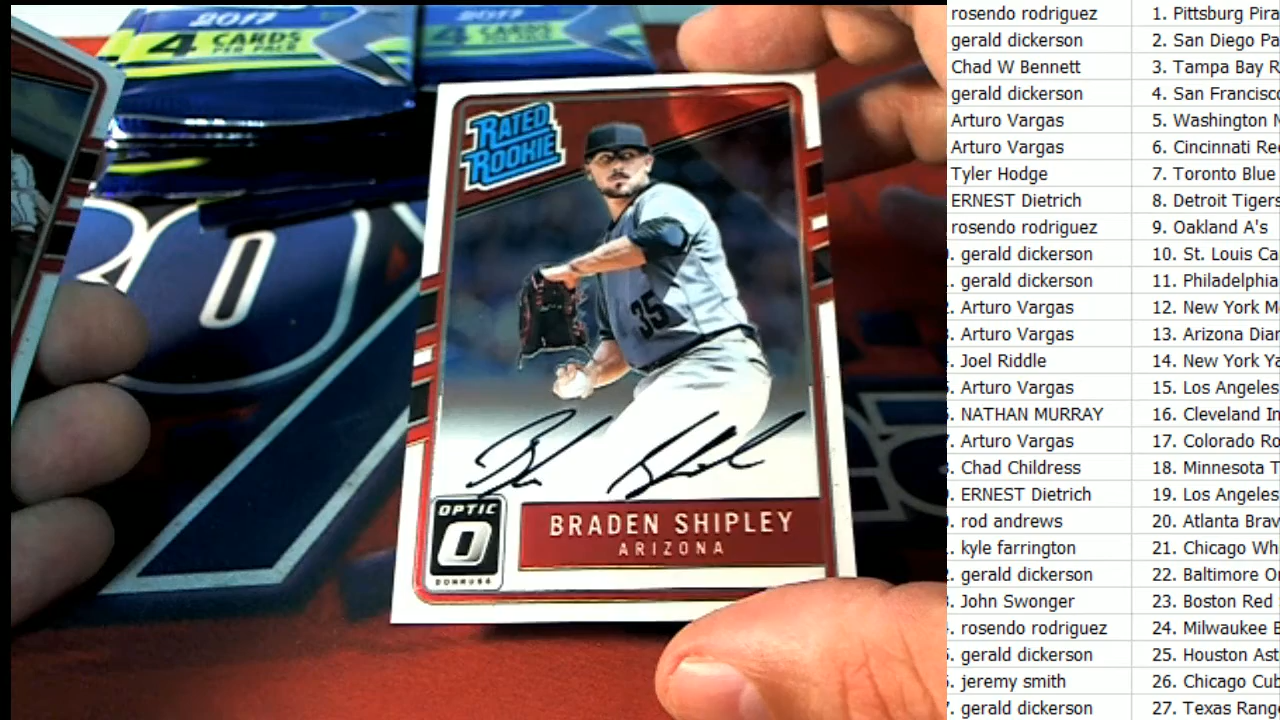 2017
4 CARDS
PER PACK
2017
4 CARDS
PER PACK
RATED
ROOKIE
35
OPTIC
O
DONRUSS
BRADEN SHIPLEY
ARIZONA
rosendo rodriguez 1. Pittsburg Pira
gerald dickerson 2. San Diego Pa
Chad W Bennett 3. Tampa Bay R
gerald dickerson 4. San Francisco
Arturo Vargas 5. Washington N
Arturo Vargas 6. Cincinnati Re
Tyler Hodge 7. Toronto Blue
ERNEST Dietrich 8. Detroit Tigers
rosendo rodriguez 9. Oakland A's
. gerald dickerson 10. St. Louis Ca
. gerald dickerson 11. Philadelphia
. Arturo Vargas 12. New York M
. Arturo Vargas 13. Arizona Dia
. Joel Riddle 14. New York Ya
. Arturo Vargas 15. Los Angeles
. NATHAN MURRAY 16. Cleveland In
. Arturo Vargas 17. Colorado Ro
. Chad Childress 18. Minnesota T
. ERNEST Dietrich 19. Los Angeles
. rod andrews 20. Atlanta Brav
. kyle farrington 21. Chicago Wh
. gerald dickerson 22. Baltimore O
. John Swonger 23. Boston Red
. rosendo rodriguez 24. Milwaukee B
. gerald dickerson 25. Houston Ast
. jeremy smith 26. Chicago Cub
. gerald dickerson 27. Texas Range